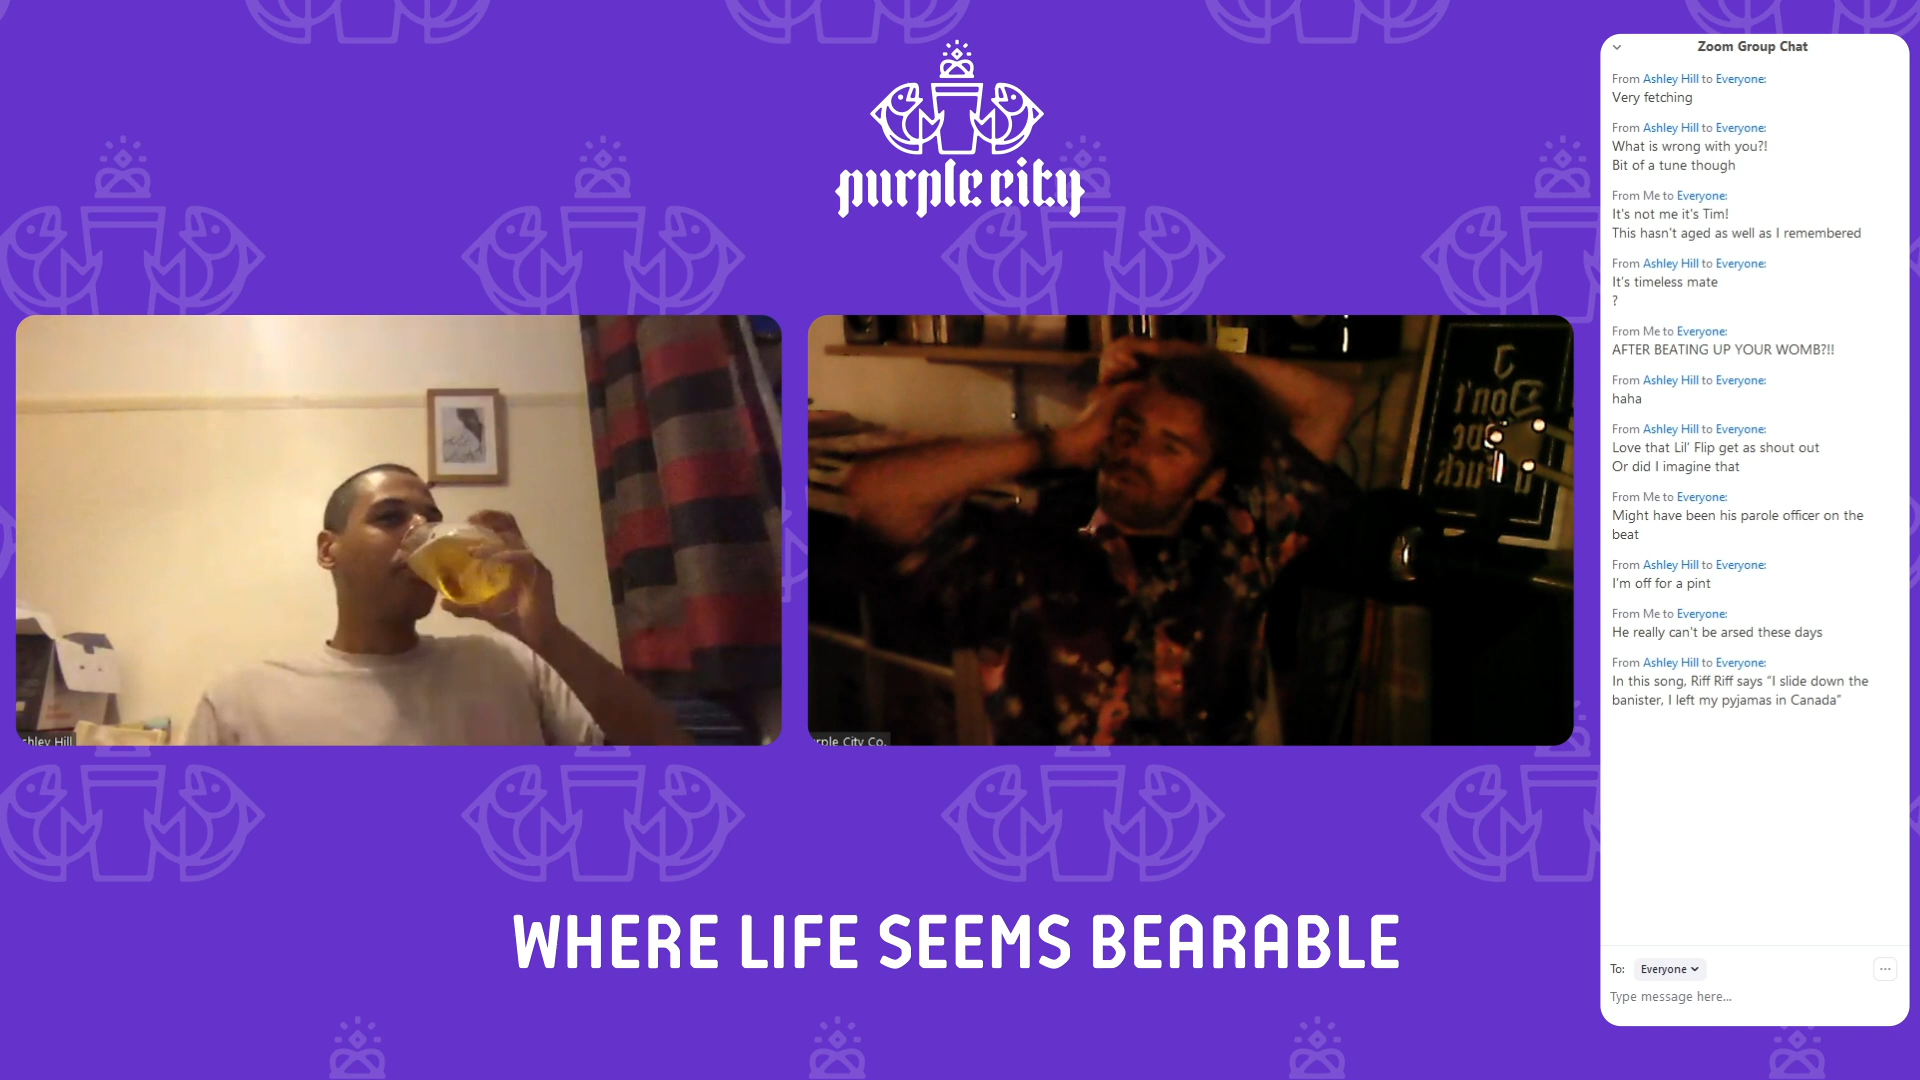 purple city
Zoom Group Chat
From Ashley Hill to Everyone:
Very fetching
From Ashley Hill to Everyone:
What is wrong with you?!
Bit of a tune though
From Me to Everyone:
It's not me it's Tim!
This hasn't aged as well as I remembered
From Ashley Hill to Everyone:
It's timeless mate
?
From Me to Everyone:
AFTER BEATING UP YOUR WOMB?!!
From Ashley Hill to Everyone:
haha
From Ashley Hill to Everyone:
Love that Lil' Flip get as shout out
Or did I imagine that
From Me to Everyone:
Might have been his parole officer on the
beat
From Ashley Hill to Everyone:
I'm off for a pint
From Me to Everyone:
He really can't be arsed these days
From Ashley Hill to Everyone:
In this song, Riff Riff says "I slide down the
banister, I left my pyjamas in Canada"
To: Everyone
Type message here...
I
Don't
hley Hill
rple City Co.
WHERE LIFE SEEMS BEARABLE